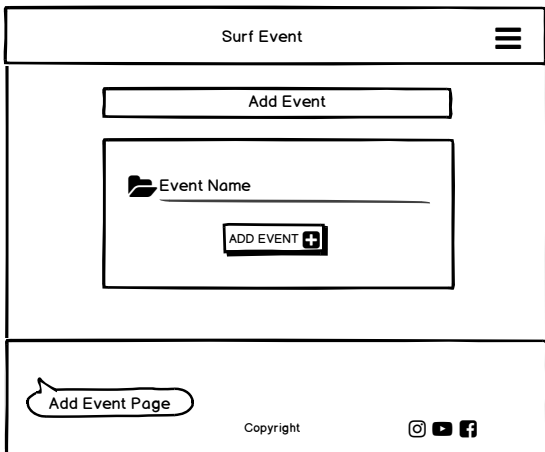 Surf Event
Add Event
Event Name
ADD EVENT
Add Event Page
Copyright